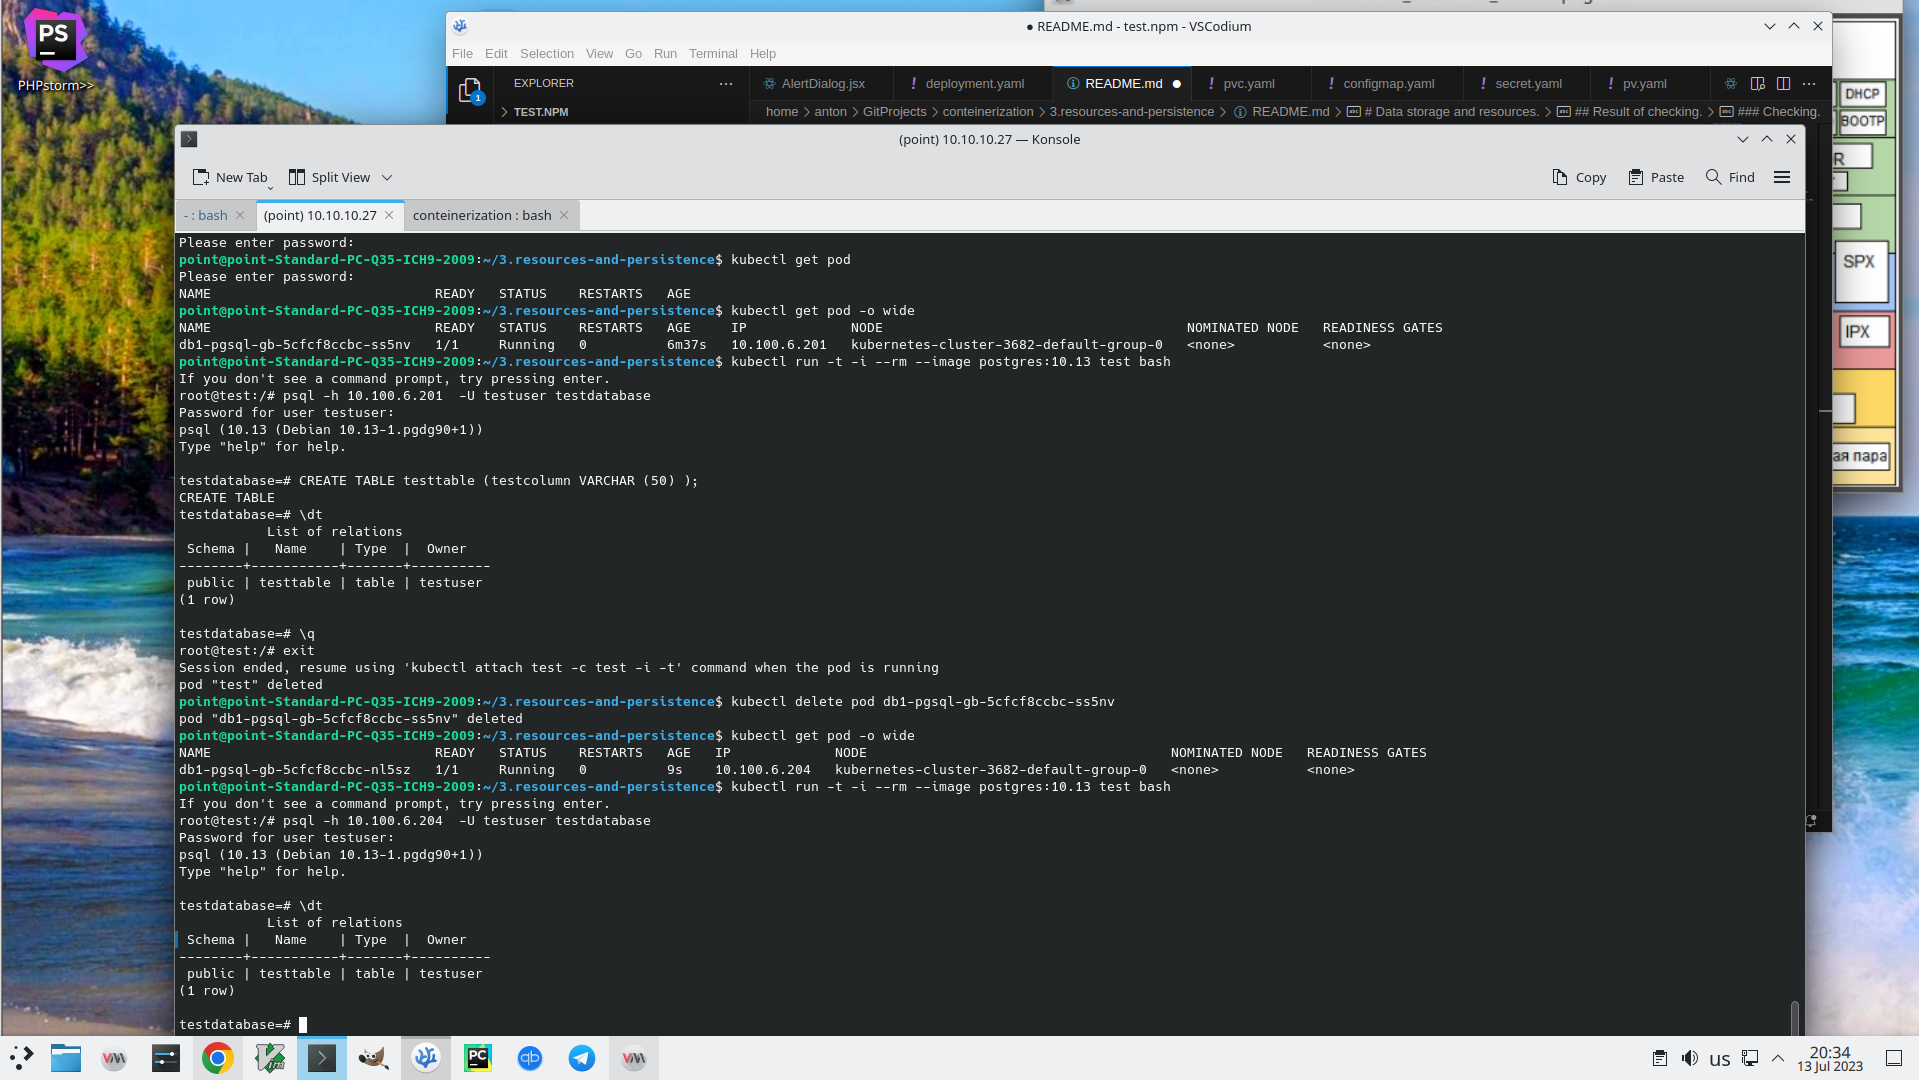 PS
PHPstorm>>
● README.md - test.npm - VSCodium
File Edit Selection View Go Run Terminal Help
EXPLORER ···
AlertDialog.jsx
! deployment.yaml
README.md ●
! pvc.yaml
! configmap.yaml
! secret.yaml
! pv.yaml
1
TEST.NPM
home > anton > GitProjects > conteinerization > 3.resources-and-persistence > README.md > # Data storage and resources. > ## Result of checking. > ### Checking.
DHCP
BOOTP
R
SPX
IPX
ая пара
(point) 10.10.10.27 — Konsole
New Tab Split View Copy Paste Find
- : bash
(point) 10.10.10.27
conteinerization : bash
Please enter password:
point@point-Standard-PC-Q35-ICH9-2009:~/3.resources-and-persistence$ kubectl get pod
Please enter password:
NAME READY STATUS RESTARTS AGE
point@point-Standard-PC-Q35-ICH9-2009:~/3.resources-and-persistence$ kubectl get pod -o wide
NAME READY STATUS RESTARTS AGE IP NODE NOMINATED NODE READINESS GATES
db1-pgsql-gb-5cfcf8ccbc-ss5nv 1/1 Running 0 6m37s 10.100.6.201 kubernetes-cluster-3682-default-group-0 <none> <none>
point@point-Standard-PC-Q35-ICH9-2009:~/3.resources-and-persistence$ kubectl run -t -i --rm --image postgres:10.13 test bash
If you don't see a command prompt, try pressing enter.
root@test:/# psql -h 10.100.6.201  -U testuser testdatabase
Password for user testuser:
psql (10.13 (Debian 10.13-1.pgdg90+1))
Type "help" for help.
testdatabase=# CREATE TABLE testtable (testcolumn VARCHAR (50) );
CREATE TABLE
testdatabase=# \dt
List of relations
Schema | Name | Type | Owner
--------+-----------+-------+----------
public | testtable | table | testuser
(1 row)
testdatabase=# \q
root@test:/# exit
Session ended, resume using 'kubectl attach test -c test -i -t' command when the pod is running
pod "test" deleted
point@point-Standard-PC-Q35-ICH9-2009:~/3.resources-and-persistence$ kubectl delete pod db1-pgsql-gb-5cfcf8ccbc-ss5nv
pod "db1-pgsql-gb-5cfcf8ccbc-ss5nv" deleted
point@point-Standard-PC-Q35-ICH9-2009:~/3.resources-and-persistence$ kubectl get pod -o wide
NAME READY STATUS RESTARTS AGE IP NODE NOMINATED NODE READINESS GATES
db1-pgsql-gb-5cfcf8ccbc-nl5sz 1/1 Running 0 9s 10.100.6.204 kubernetes-cluster-3682-default-group-0 <none> <none>
point@point-Standard-PC-Q35-ICH9-2009:~/3.resources-and-persistence$ kubectl run -t -i --rm --image postgres:10.13 test bash
If you don't see a command prompt, try pressing enter.
root@test:/# psql -h 10.100.6.204  -U testuser testdatabase
Password for user testuser:
psql (10.13 (Debian 10.13-1.pgdg90+1))
Type "help" for help.
testdatabase=# \dt
List of relations
Schema | Name | Type | Owner
--------+-----------+-------+----------
public | testtable | table | testuser
(1 row)
testdatabase=#
us
20:34
13 Jul 2023